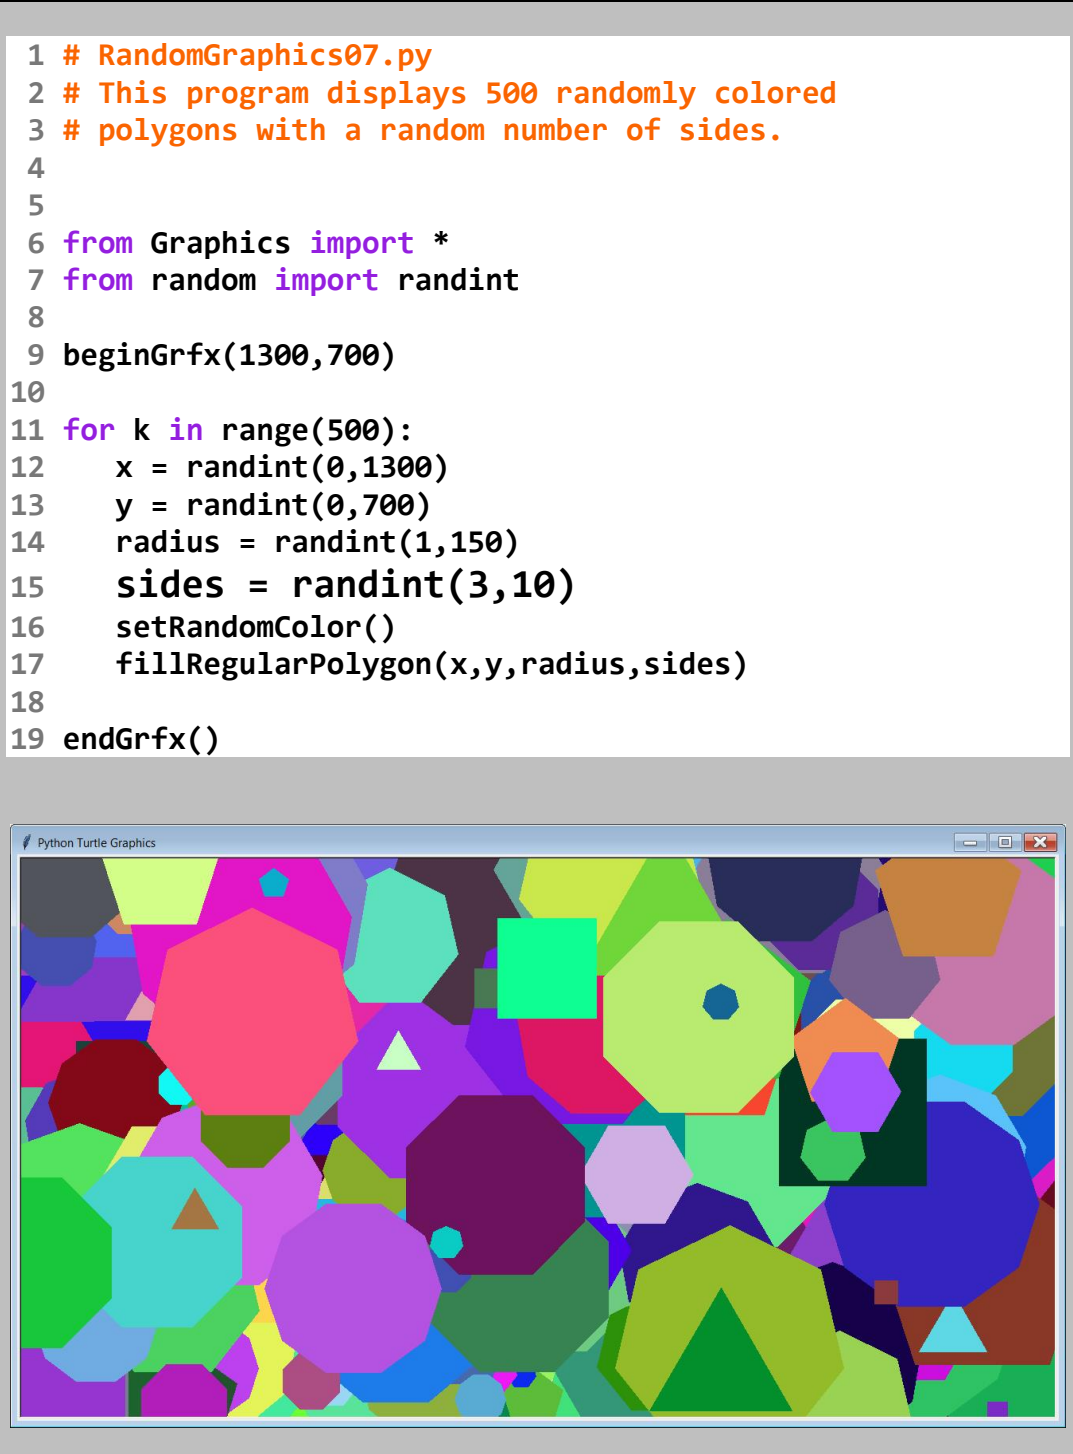 1 # RandomGraphics07.py
2 # This program displays 500 randomly colored
3 # polygons with a random number of sides.
4
5
6 from Graphics import *
7 from random import randint
8
9 beginGrfx(1300,700)
10
11 for k in range(500):
12    x = randint(0,1300)
13    y = randint(0,700)
14    radius = randint(1,150)
15    sides = randint(3,10)
16    setRandomColor()
17    fillRegularPolygon(x,y,radius,sides)
18
19 endGrfx()
Python Turtle Graphics